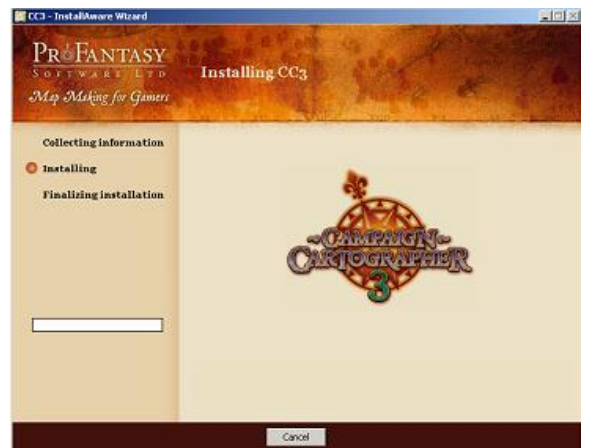 CC3 - InstallAware Wizard
PROFANTASY
SOFTWARE LTD
Map Making for Gamers
Installing CC3
Collecting information
Installing
Finalizing installation
CAMPAIGN
CARTOGRAPHER
3
Cancel